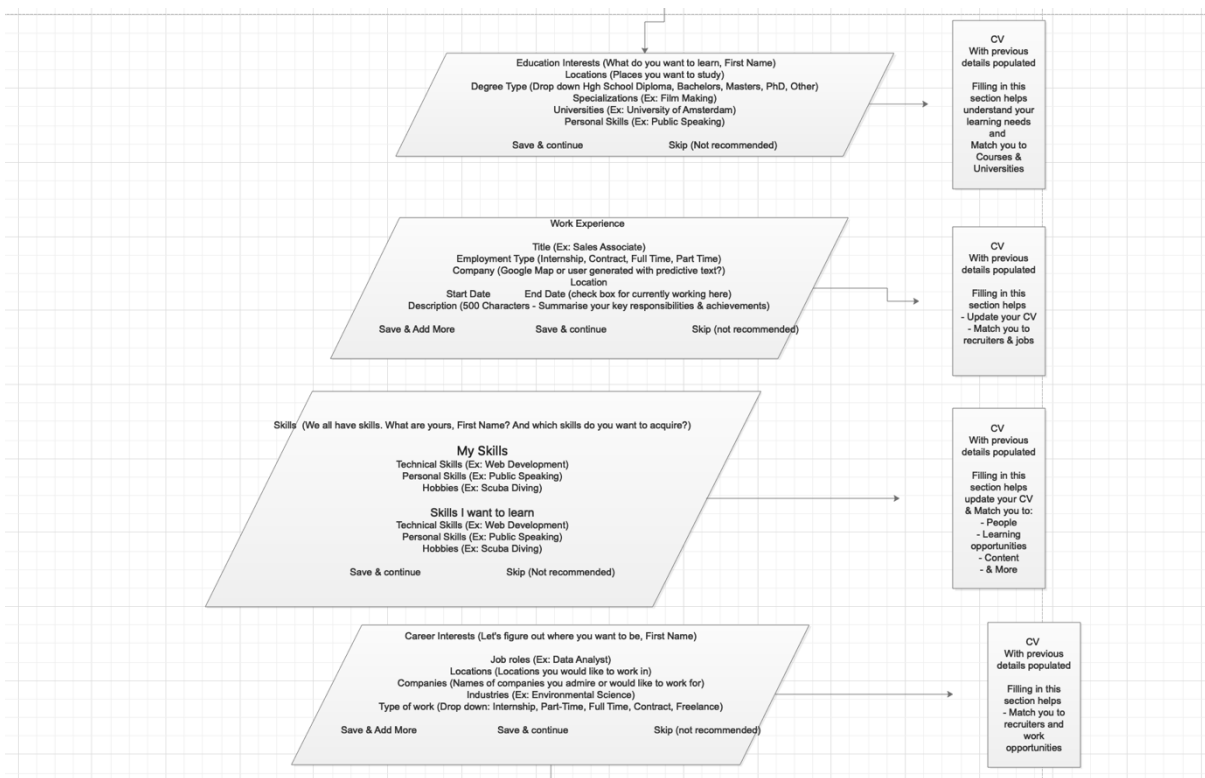 Education Interests (What do you want to learn, First Name)
Locations (Places you want to study)
Degree Type (Drop down Hgh School Diploma, Bachelors, Masters, PhD, Other)
Specializations (Ex: Film Making)
Universities (Ex: University of Amsterdam)
Personal Skills (Ex: Public Speaking)
Save & continue Skip (Not recommended)
CV
With previous
details populated
Filling in this
section helps
understand your
learning needs
and
Match you to
Courses &
Universities
Work Experience
Title (Ex: Sales Associate)
Employment Type (Internship, Contract, Full Time, Part Time)
Company (Google Map or user generated with predictive text?)
Location
Start Date End Date (check box for currently working here)
Description (500 Characters - Summarise your key responsibilities & achievements)
Save & Add More Save & continue Skip (not recommended)
CV
With previous
details populated
Filling in this
section helps
- Update your CV
- Match you to
recruiters & jobs
Skills (We all have skills. What are yours, First Name? And which skills do you want to acquire?)
My Skills
Technical Skills (Ex: Web Development)
Personal Skills (Ex: Public Speaking)
Hobbies (Ex: Scuba Diving)
Skills I want to learn
Technical Skills (Ex: Web Development)
Personal Skills (Ex: Public Speaking)
Hobbies (Ex: Scuba Diving)
Save & continue Skip (Not recommended)
CV
With previous
details populated
Filling in this
section helps
update your CV
& Match you to:
- People
- Learning
opportunities
- Content
- & More
Career Interests (Let's figure out where you want to be, First Name)
Job roles (Ex: Data Analyst)
Locations (Locations you would like to work in)
Companies (Names of companies you admire or would like to work for)
Industries (Ex: Environmental Science)
Type of work (Drop down: Internship, Part-Time, Full Time, Contract, Freelance)
Save & Add More Save & continue Skip (not recommended)
CV
With previous
details populated
Filling in this
section helps
- Match you to
recruiters and
work
opportunities